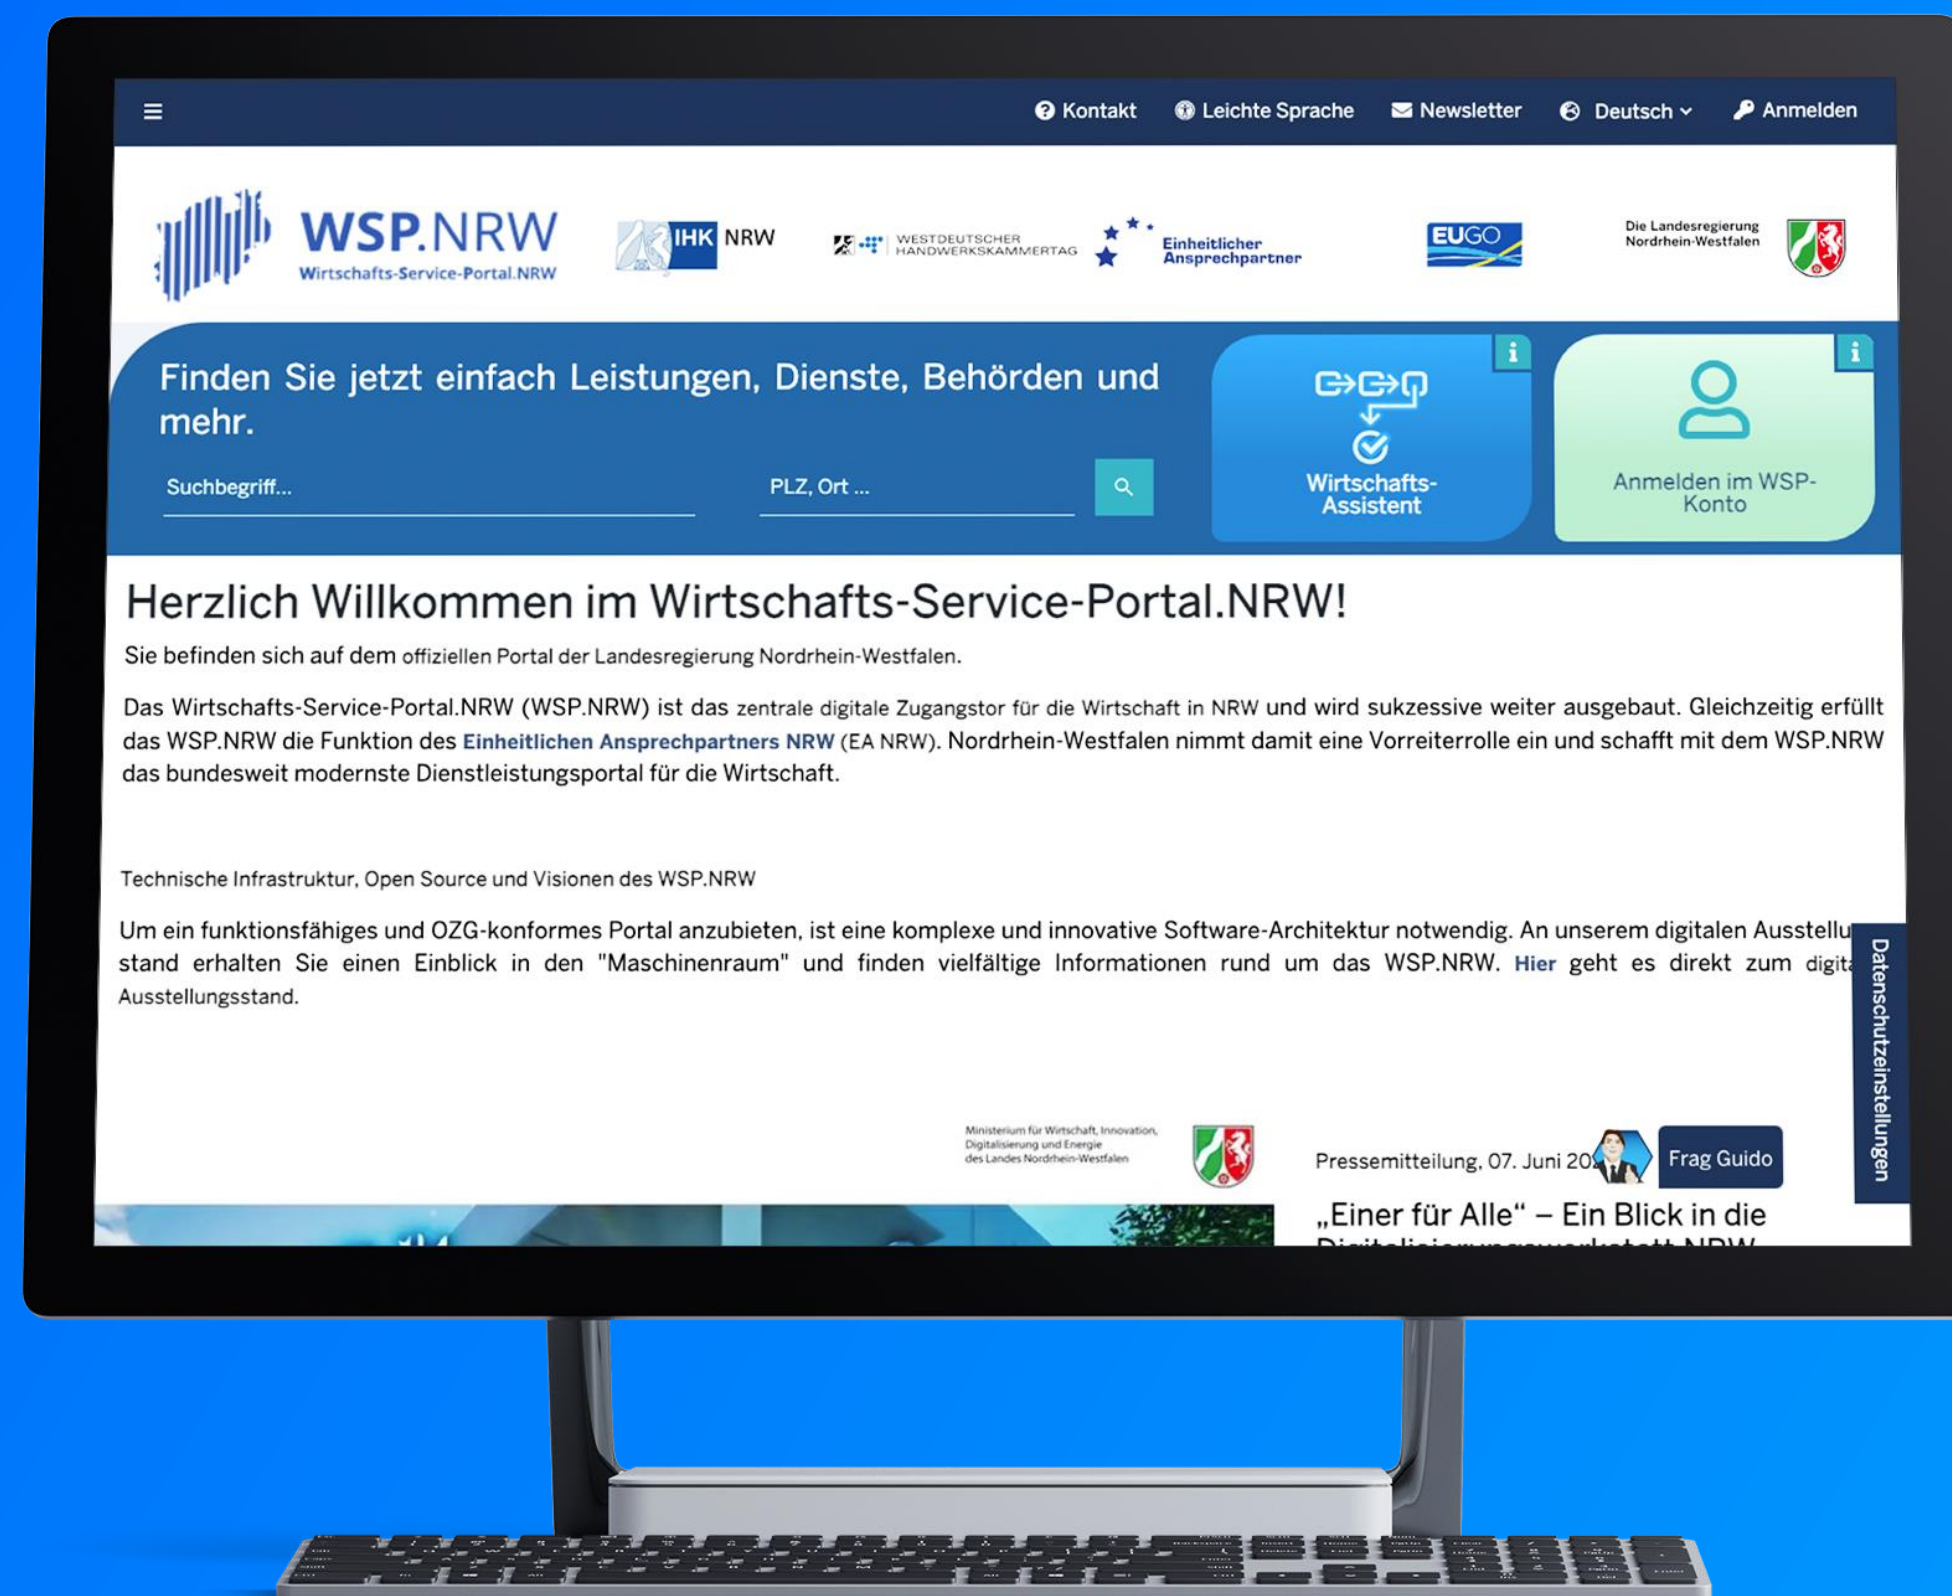 Kontakt Leichte Sprache Newsletter Deutsch Anmelden
WSP.NRW
Wirtschafts-Service-Portal.NRW
IHK NRW
WESTDEUTSCHER
HANDWERKSKAMMERTAG
Einheitlicher
Ansprechpartner
EUGO
Die Landesregierung
Nordrhein-Westfalen
Finden Sie jetzt einfach Leistungen, Dienste, Behörden und
mehr.
Suchbegriff...
PLZ, Ort ...
i
Wirtschafts-
Assistent
i
Anmelden im WSP-
Konto
Herzlich Willkommen im Wirtschafts-Service-Portal.NRW!
Sie befinden sich auf dem offiziellen Portal der Landesregierung Nordrhein-Westfalen.
Das Wirtschafts-Service-Portal.NRW (WSP.NRW) ist das zentrale digitale Zugangstor für die Wirtschaft in NRW und wird sukzessive weiter ausgebaut. Gleichzeitig erfüllt
das WSP.NRW die Funktion des Einheitlichen Ansprechpartners NRW (EA NRW). Nordrhein-Westfalen nimmt damit eine Vorreiterrolle ein und schafft mit dem WSP.NRW
das bundesweit modernste Dienstleistungsportal für die Wirtschaft.
Technische Infrastruktur, Open Source und Visionen des WSP.NRW
Um ein funktionsfähiges und OZG-konformes Portal anzubieten, ist eine komplexe und innovative Software-Architektur notwendig. An unserem digitalen Ausstellu
stand erhalten Sie einen Einblick in den "Maschinenraum" und finden vielfältige Informationen rund um das WSP.NRW. Hier geht es direkt zum digita
Ausstellungsstand.
Datenschutzeinstellungen
Ministerium für Wirtschaft, Innovation,
Digitalisierung und Energie
des Landes Nordrhein-Westfalen
Pressemitteilung, 07. Juni 20
Frag Guido
„Einer für Alle“ – Ein Blick in die